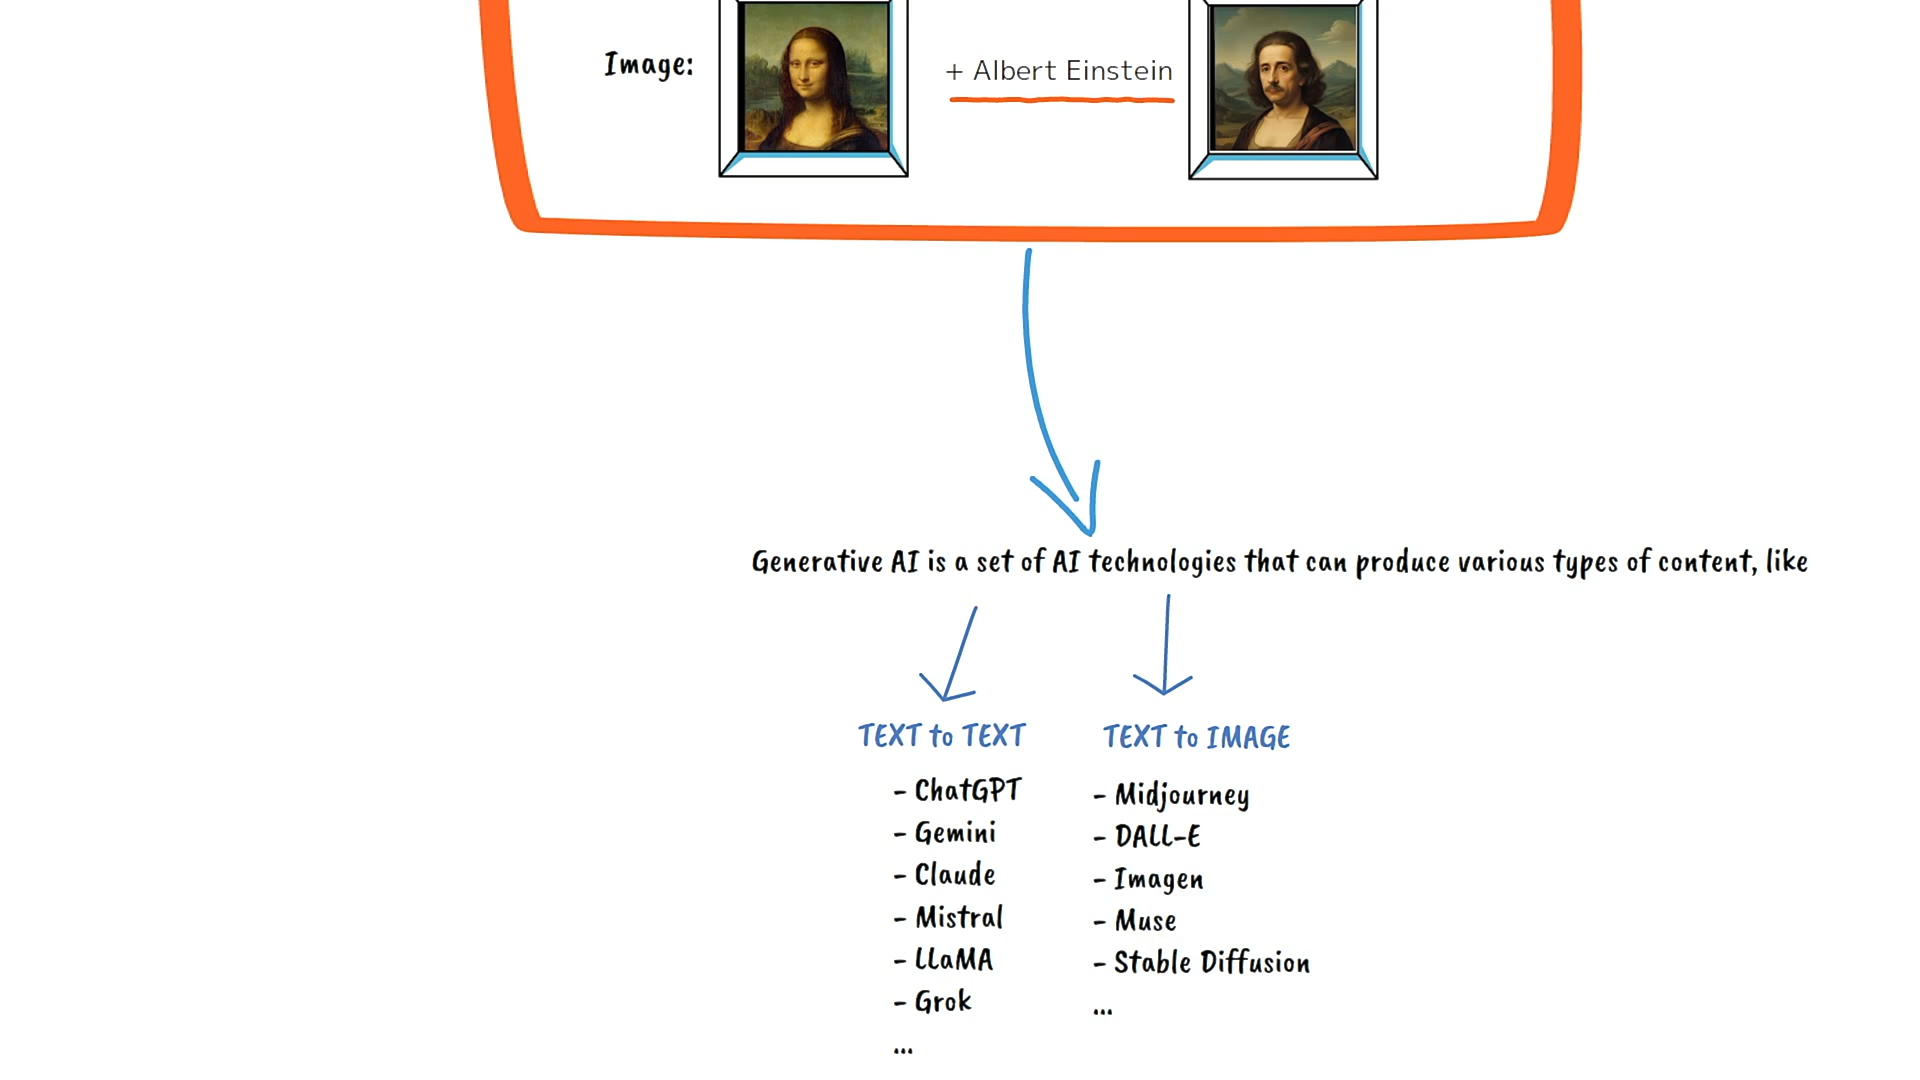 Image:
+ Albert Einstein
Generative AI is a set of AI technologies that can produce various types of content, like
TEXT to TEXT
- ChatGPT
- Gemini
- Claude
- Mistral
- LLaMA
- Grok
...
TEXT to IMAGE
- Midjourney
- DALL-E
- Imagen
- Muse
- Stable Diffusion
...